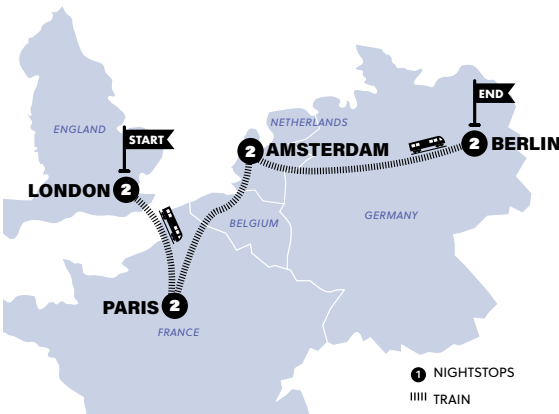 END
NETHERLANDS
ENGLAND
START
2 AMSTERDAM
2 BERLIN
LONDON 2
BELGIUM
GERMANY
PARIS 2
FRANCE
1 NIGHTSTOPS
TRAIN